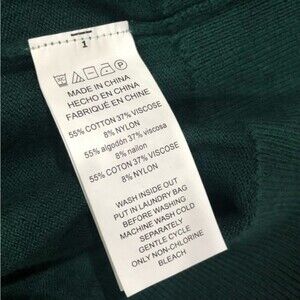 1
MADE IN CHINA
HECHO EN CHINA
FABRIQUÉ EN CHINE
55% COTTON 37% VISCOSE
8% NYLON
55% algodón 37% viscosa
8% nailon
55% COTON 37% VISCOSE
8% NYLON
WASH INSIDE OUT
PUT IN LAUNDRY BAG
BEFORE WASHING
MACHINE WASH COLD
SEPARATELY
GENTLE CYCLE
ONLY NON-CHLORINE
BLEACH